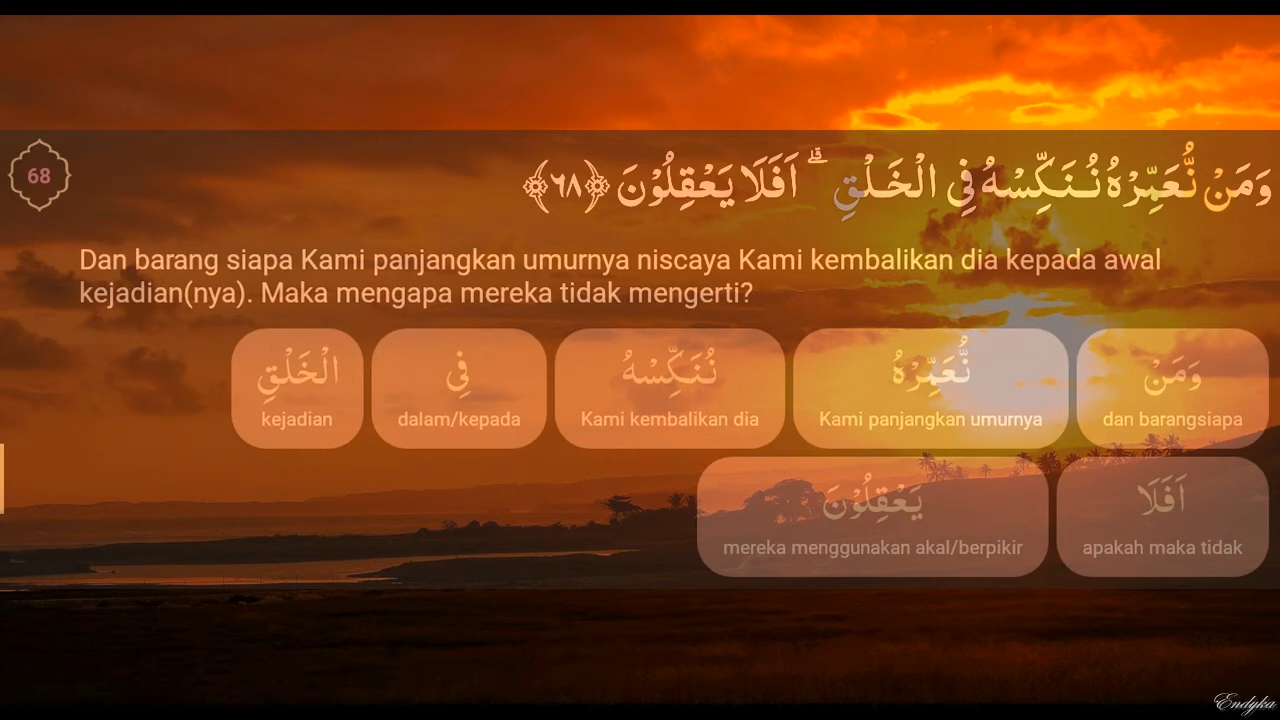 68
وَمَنْ نُّعَمِّرْهُ نُنَكِّسْهُ فِى الْخَلْقِ ۗ اَفَلَا يَعْقِلُوْنَ ﴿٦٨﴾
Dan barang siapa Kami panjangkan umurnya niscaya Kami kembalikan dia kepada awal
kejadian(nya). Maka mengapa mereka tidak mengerti?
وَمَنْ نُّعَمِّرْهُ نُنَكِّسْهُ فِى الْخَلْقِ
dan barangsiapa Kami panjangkan umurnya Kami kembalikan dia dalam/kepada kejadian
اَفَلَا يَعْقِلُوْنَ
apakah maka tidak mereka menggunakan akal/berpikir
Endyka